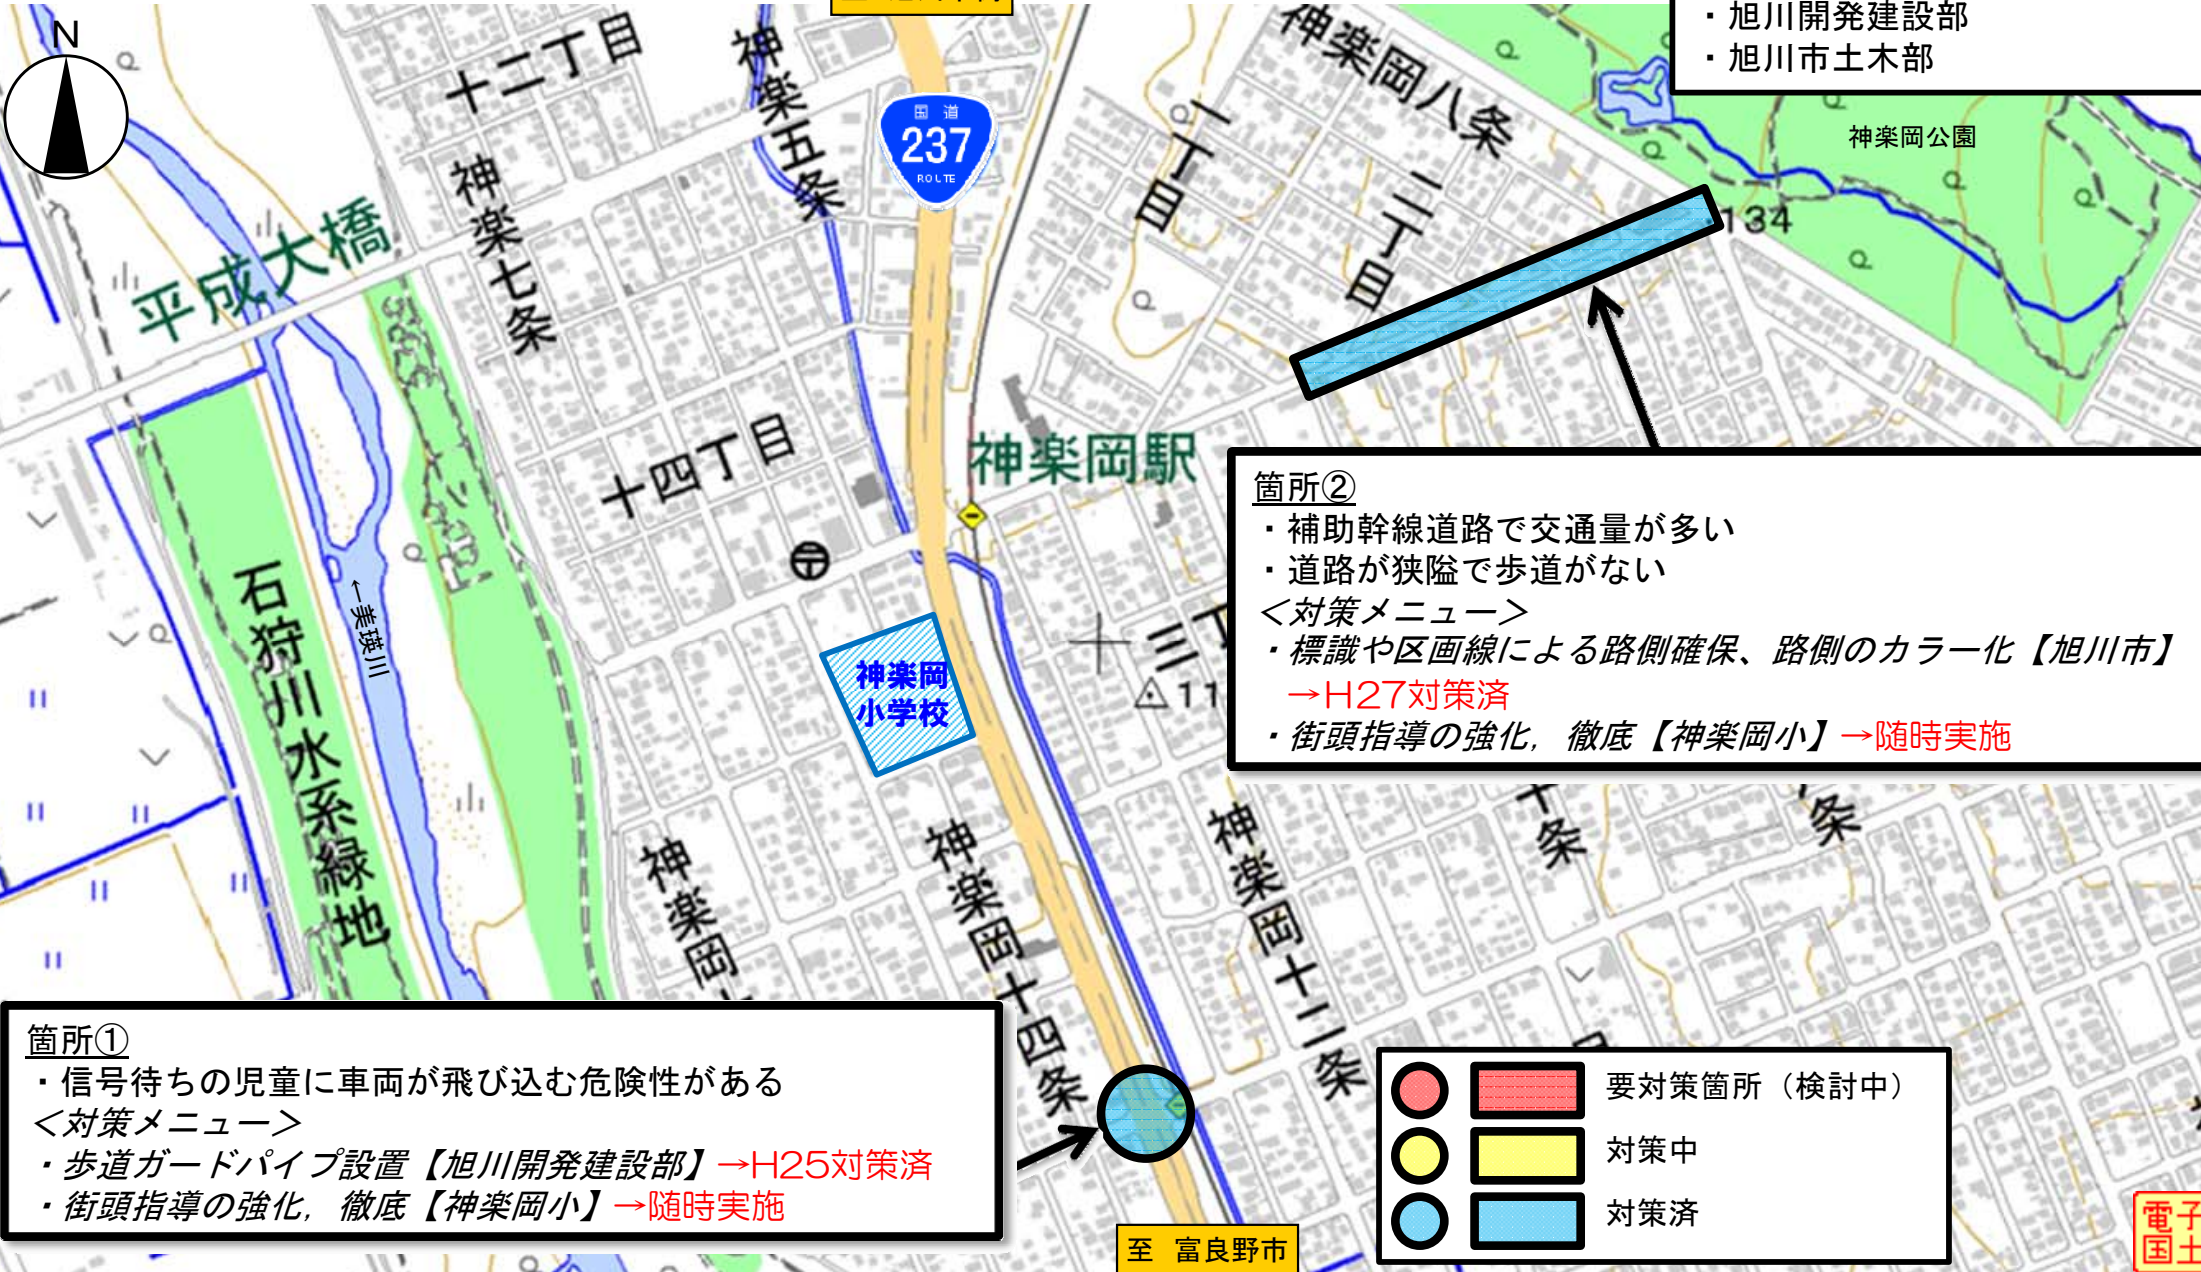 N
十二丁目
神楽五条
国道
237
ROUTE
神楽岡八条
・旭川開発建設部
・旭川市土木部
神楽岡公園
一丁目
二丁目
134
神楽七条
平成大橋
十四丁目
神楽岡駅
石狩川水系緑地
←美瑛川
神楽岡
小学校
箇所②
・補助幹線道路で交通量が多い
・道路が狭隘で歩道がない
＜対策メニュー＞
・標識や区画線による路側確保、路側のカラー化【旭川市】
→H27対策済
・街頭指導の強化，徹底【神楽岡小】→随時実施
神楽岡
神楽岡十四条
神楽岡十二条
十条
条
箇所①
・信号待ちの児童に車両が飛び込む危険性がある
＜対策メニュー＞
・歩道ガードパイプ設置【旭川開発建設部】→H25対策済
・街頭指導の強化，徹底【神楽岡小】→随時実施
要対策箇所（検討中）
対策中
対策済
至 富良野市
電子
国土